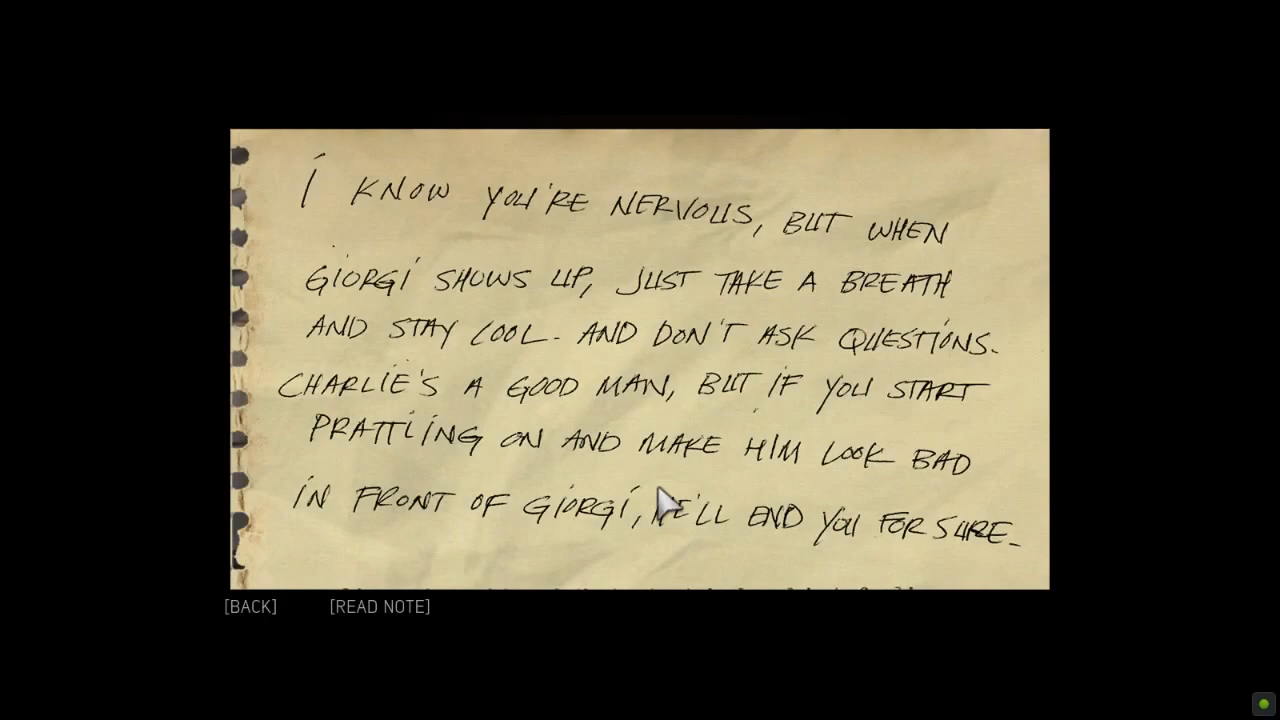 I KNOW YOU'RE NERVOUS, BUT WHEN
GIORGI SHOWS UP, JUST TAKE A BREATH
AND STAY COOL. AND DON'T ASK QUESTIONS.
CHARLIE'S A GOOD MAN, BUT IF YOU START
PRATTLING ON AND MAKE HIM LOOK BAD
IN FRONT OF GIORGI, HE'LL END YOU FOR SURE.
[BACK] [READ NOTE]